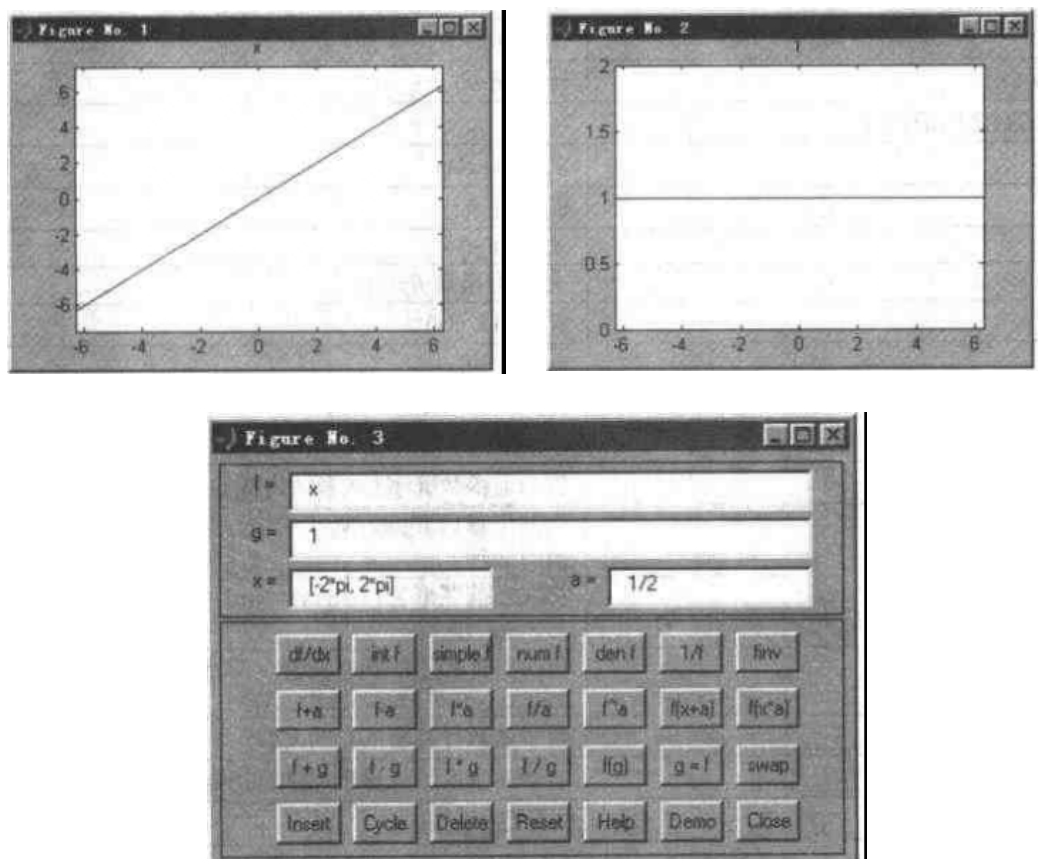 Figure No. 1
x
6
4
2
0
-2
-4
-6
-6 -4 -2 0 2 4 6
Figure No. 2
1
2
1.5
1
0.5
0
-6 -4 -2 0 2 4 6
Figure No. 3
f = x
g = 1
x = [-2*pi, 2*pi] a = 1/2
df/dx int f simple f num f den f 1/f finv
f+a f-a f*a f/a f^a f(x+a) f(x*a)
f + g f - g f * g f / g f(g) g = f swap
Insert Cycle Delete Reset Help Demo Close